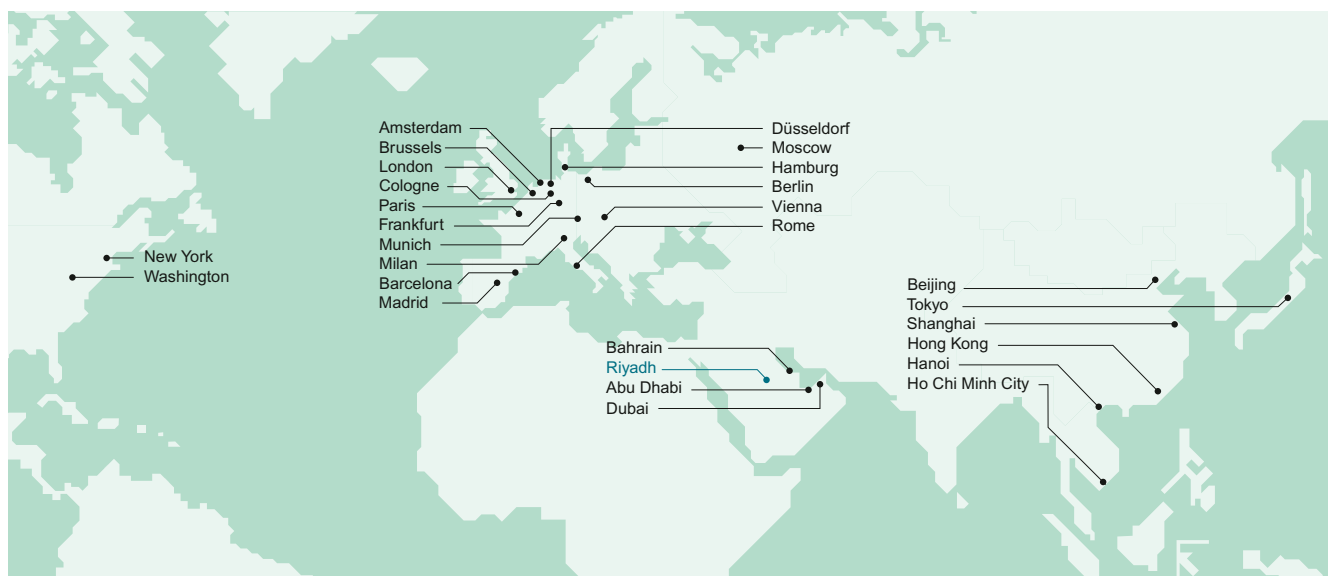 Amsterdam
Brussels
London
Cologne
Paris
Frankfurt
Munich
Milan
Barcelona
Madrid
Düsseldorf
Moscow
Hamburg
Berlin
Vienna
Rome
New York
Washington
Bahrain
Riyadh
Abu Dhabi
Dubai
Beijing
Tokyo
Shanghai
Hong Kong
Hanoi
Ho Chi Minh City